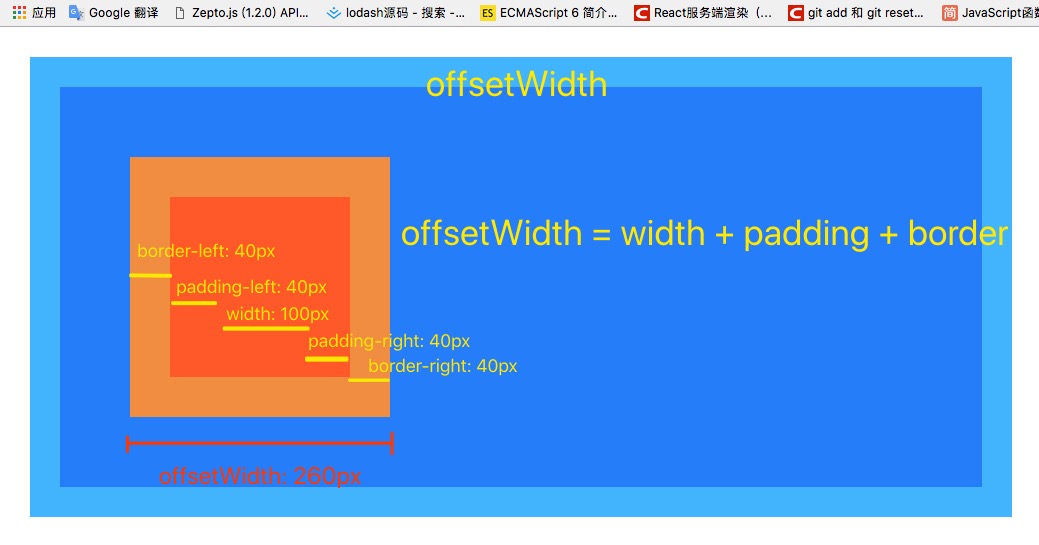 应用 Google 翻译 Zepto.js (1.2.0) API... lodash源码 - 搜索 -... ES ECMAScript 6 简介... C React服务端渲染（... C git add 和 git reset... 简 JavaScript函数
offsetWidth
offsetWidth = width + padding + border
border-left: 40px
padding-left: 40px
width: 100px
padding-right: 40px
border-right: 40px
offsetWidth: 260px